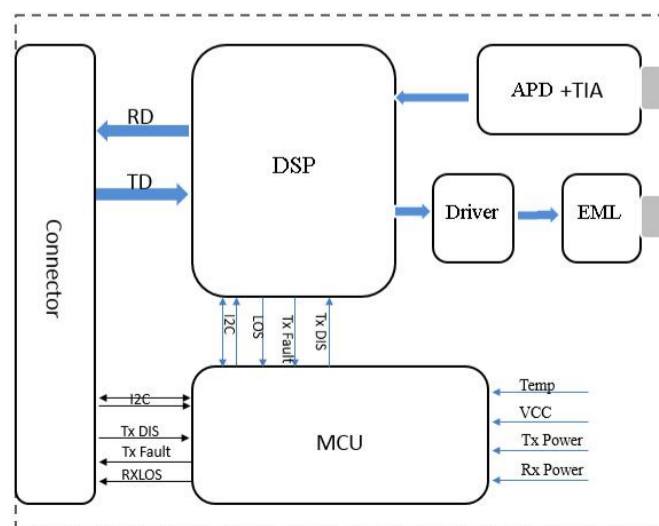 APD +TIA
RD
DSP
TD
Driver
EML
Connector
I2C
LOS
Tx Fault
Tx DIS
Temp
I2C
VCC
Tx DIS
MCU
Tx Fault
Tx Power
RXLOS
Rx Power